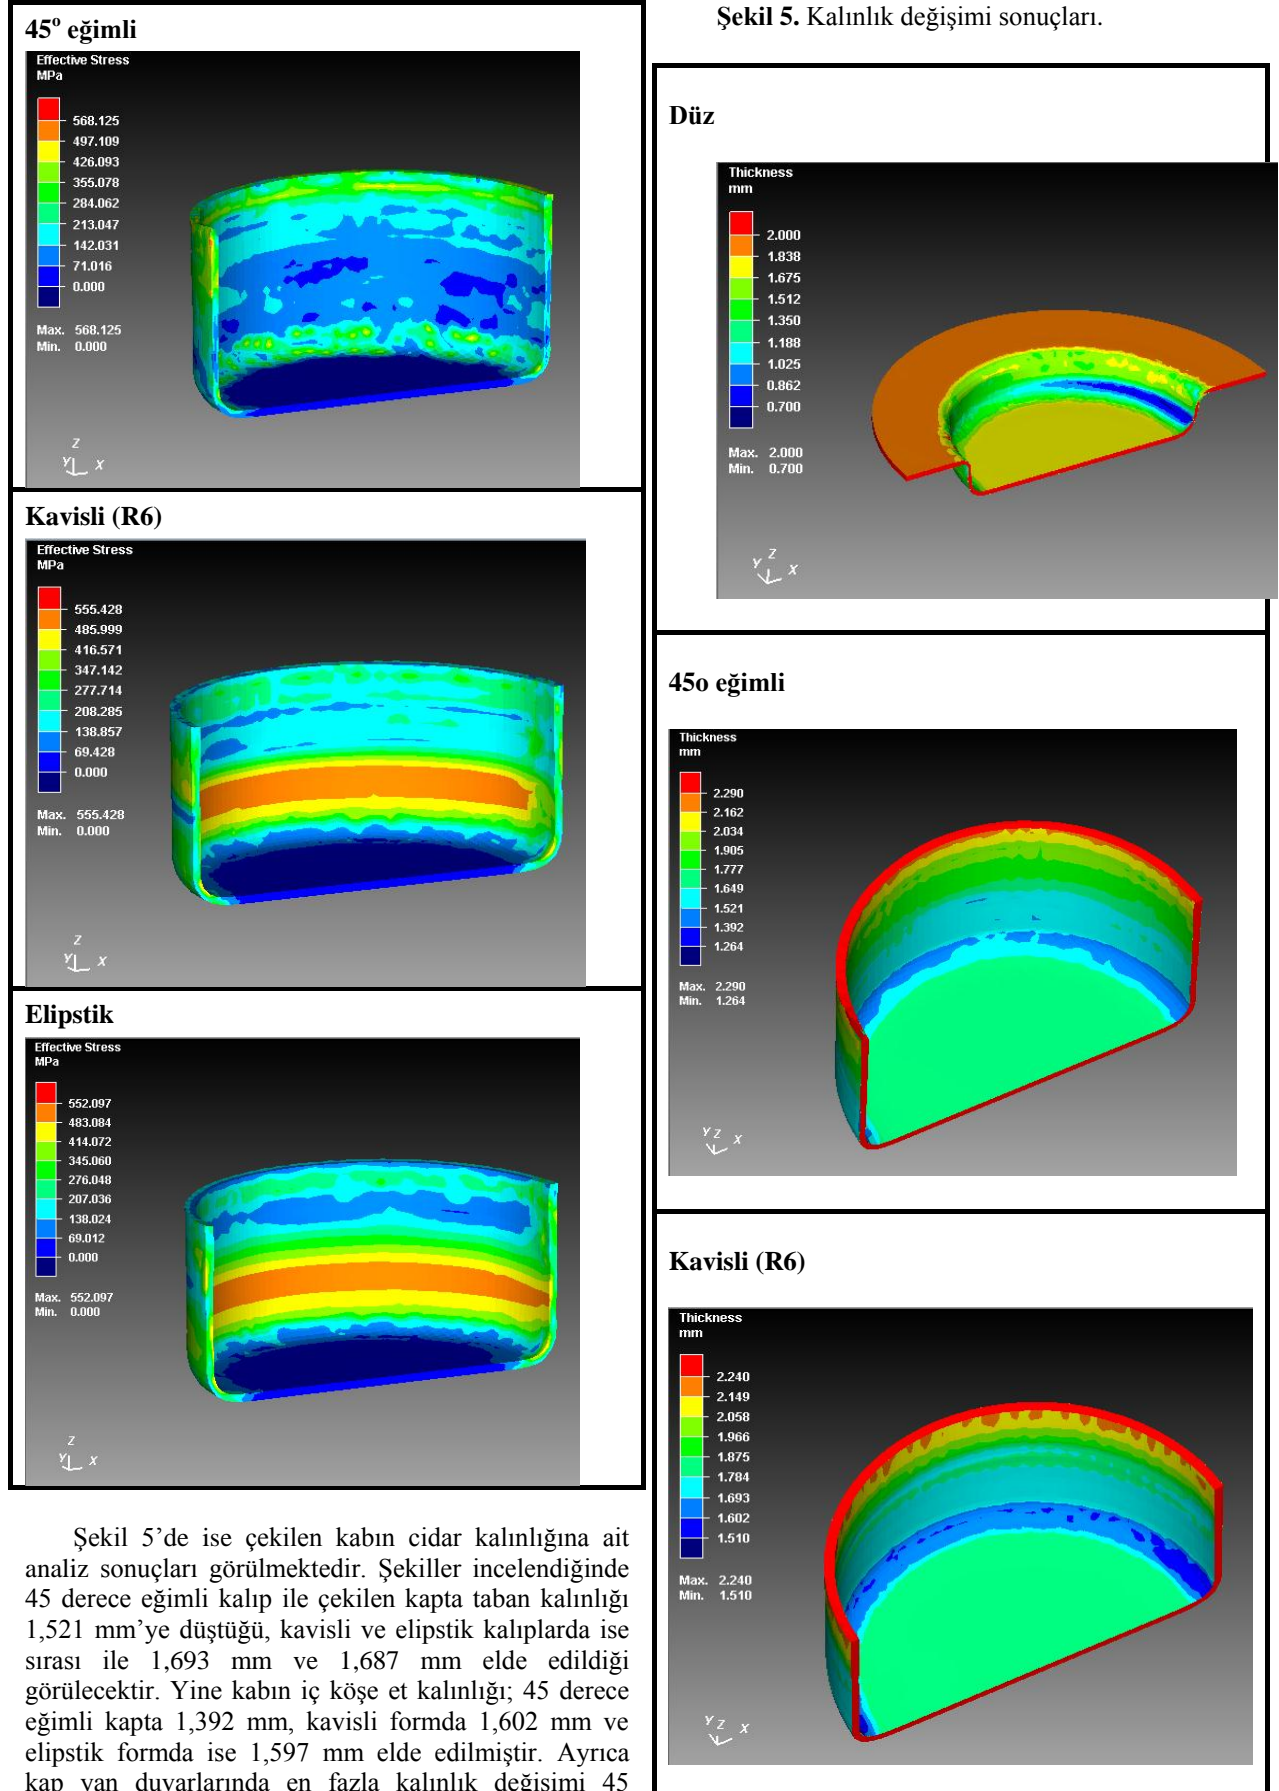 45º eğimli
Effective Stress
MPa
568.125
497.109
426.093
355.078
284.062
213.047
142.031
71.016
0.000
Max. 568.125
Min. 0.000
Z
Y X
Kavisli (R6)
Effective Stress
MPa
555.428
485.999
416.571
347.142
277.714
208.285
138.857
69.428
0.000
Max. 555.428
Min. 0.000
Z
Y X
Elipstik
Effective Stress
MPa
552.097
483.084
414.072
345.060
276.048
207.036
138.024
69.012
0.000
Max. 552.097
Min. 0.000
Z
Y X
Şekil 5’de ise çekilen kabın cidar kalınlığına ait
analiz sonuçları görülmektedir. Şekiller incelendiğinde
45 derece eğimli kalıp ile çekilen kapta taban kalınlığı
1,521 mm’ye düştüğü, kavisli ve elipstik kalıplarda ise
sırası ile 1,693 mm ve 1,687 mm elde edildiği
görülecektir. Yine kabın iç köşe et kalınlığı; 45 derece
eğimli kapta 1,392 mm, kavisli formda 1,602 mm ve
elipstik formda ise 1,597 mm elde edilmiştir. Ayrıca
kap yan duvarlarında en fazla kalınlık değişimi 45
Şekil 5. Kalınlık değişimi sonuçları.
Düz
Thickness
mm
2.000
1.838
1.675
1.512
1.350
1.188
1.025
0.862
0.700
Max. 2.000
Min. 0.700
Y Z X
45o eğimli
Thickness
mm
2.290
2.162
2.034
1.905
1.777
1.649
1.521
1.392
1.264
Max. 2.290
Min. 1.264
Y Z X
Kavisli (R6)
Thickness
mm
2.240
2.149
2.058
1.966
1.875
1.784
1.693
1.602
1.510
Max. 2.240
Min. 1.510
Y Z X